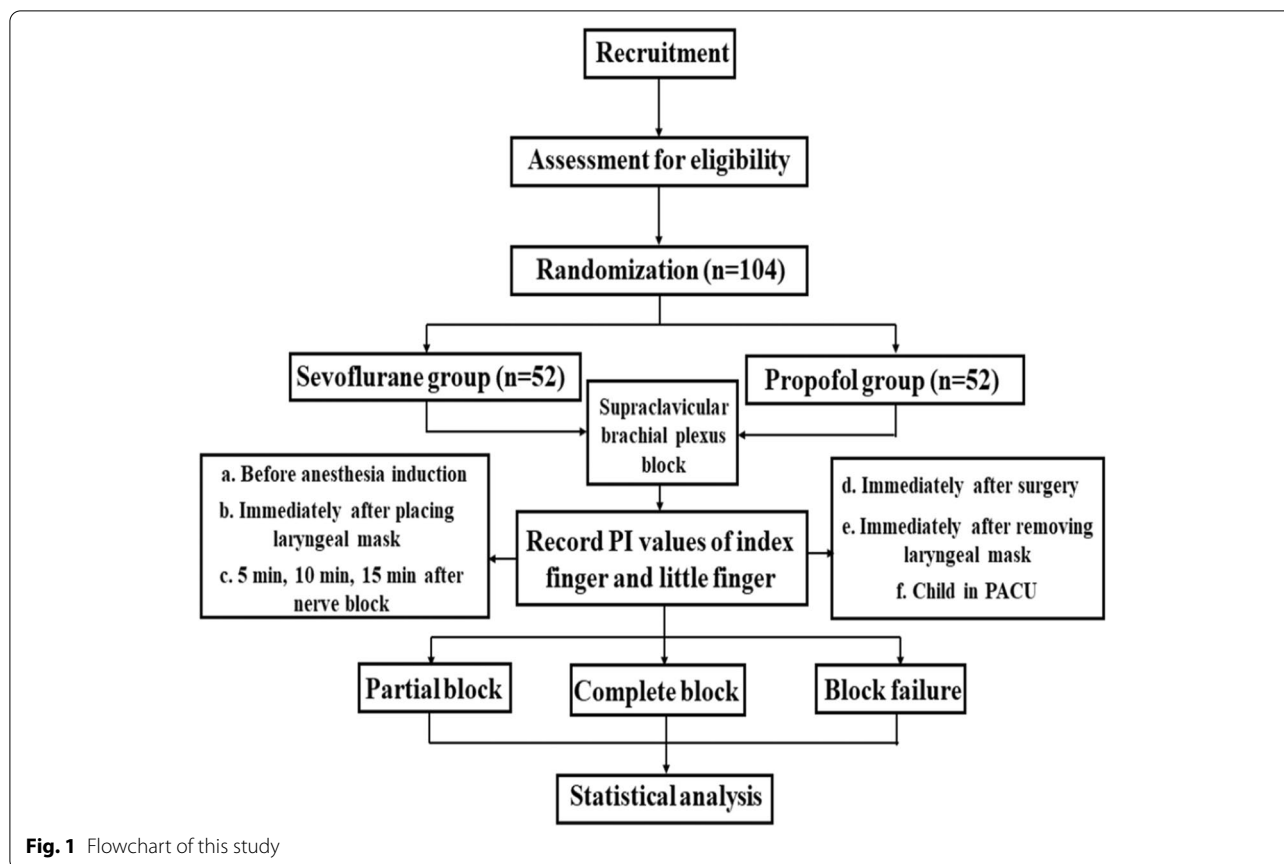 Recruitment
Assessment for eligibility
Randomization (n=104)
Sevoflurane group (n=52)
Propofol group (n=52)
Supraclavicular
brachial plexus
block
a. Before anesthesia induction
b. Immediately after placing
laryngeal mask
c. 5 min, 10 min, 15 min after
nerve block
Record PI values of index
finger and little finger
d. Immediately after surgery
e. Immediately after removing
laryngeal mask
f. Child in PACU
Partial block
Complete block
Block failure
Statistical analysis
Fig. 1 Flowchart of this study